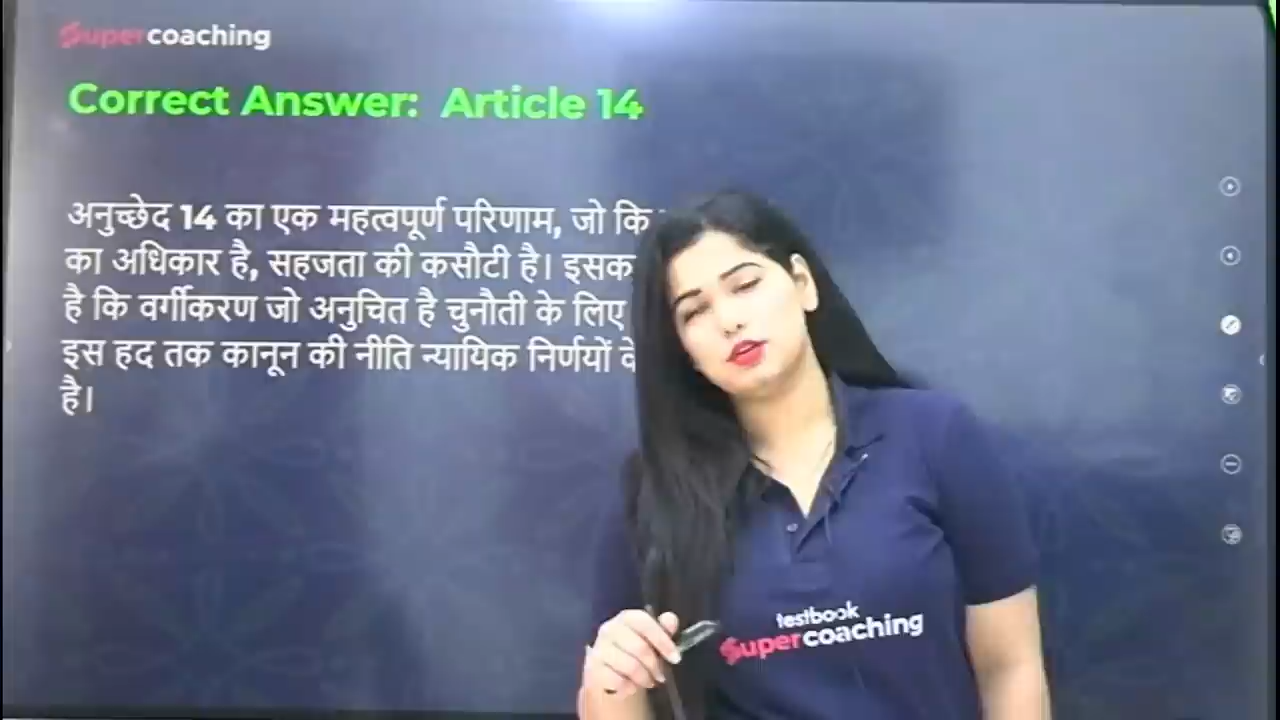 Supercoaching
Correct Answer: Article 14
अनुच्छेद 14 का एक महत्वपूर्ण परिणाम, जो कि
का अधिकार है, सहजता की कसौटी है। इसक
है कि वर्गीकरण जो अनुचित है चुनौती के लिए
इस हद तक कानून की नीति न्यायिक निर्णयों
है।
testbook
Supercoaching